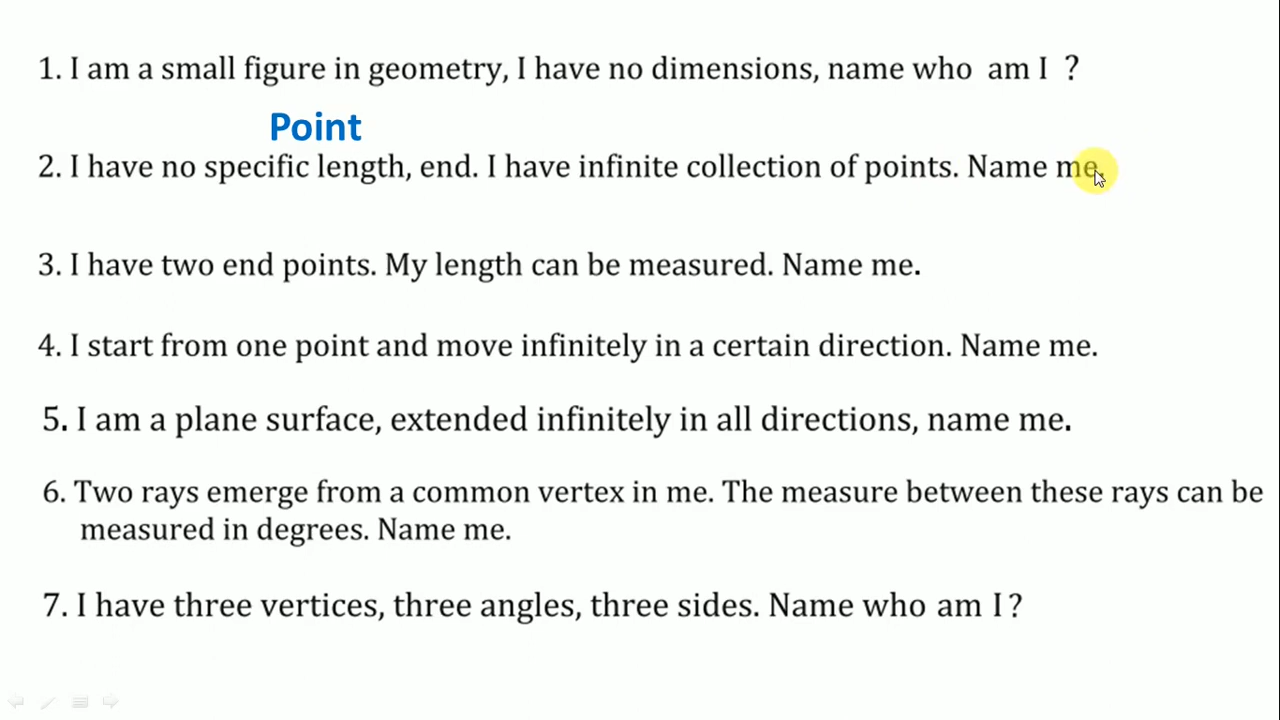 1. I am a small figure in geometry, I have no dimensions, name who am I ?
Point
2. I have no specific length, end. I have infinite collection of points. Name me.
3. I have two end points. My length can be measured. Name me.
4. I start from one point and move infinitely in a certain direction. Name me.
5. I am a plane surface, extended infinitely in all directions, name me.
6. Two rays emerge from a common vertex in me. The measure between these rays can be
measured in degrees. Name me.
7. I have three vertices, three angles, three sides. Name who am I ?